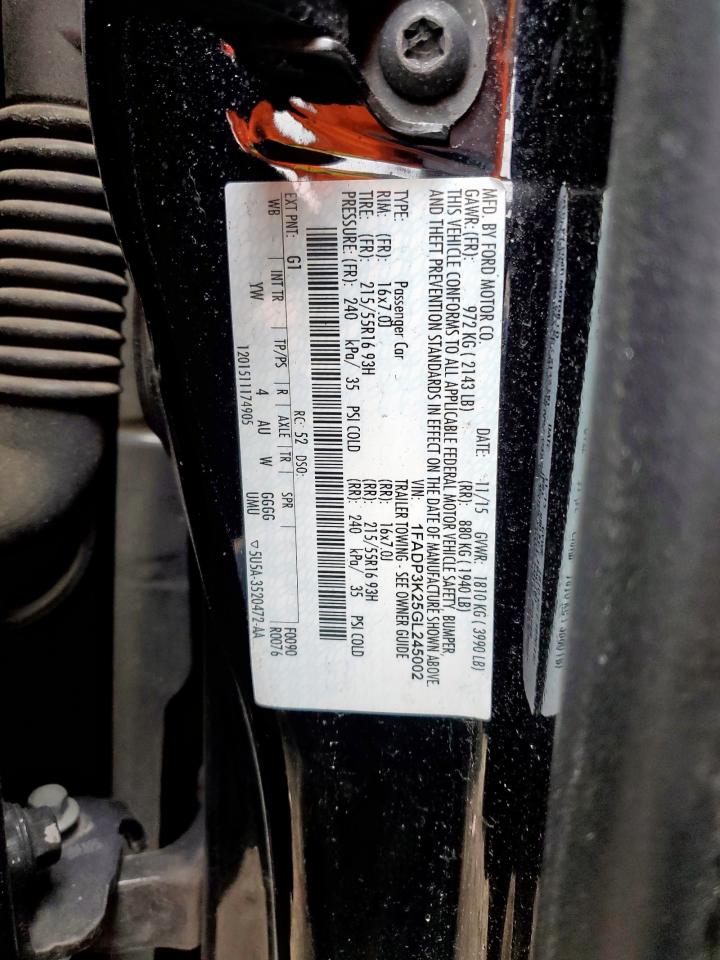 MFD. BY FORD MOTOR CO.
DATE: 11/15 GVWR: 1810 KG ( 3990 LB)
GAWR: (FR): 972 KG ( 2143 LB) (RR): 880 KG ( 1940 LB)
THIS VEHICLE CONFORMS TO ALL APPLICABLE FEDERAL MOTOR VEHICLE SAFETY, BUMPER,
AND THEFT PREVENTION STANDARDS IN EFFECT ON THE DATE OF MANUFACTURE SHOWN ABOVE
VIN: 1FADP3K25GL245002
TYPE: Passenger Car TRAILER TOWING - SEE OWNER GUIDE
RIM: (FR): 16x7.0J (RR): 16x7.0J
TIRE: (FR): 215/55R16 93H (RR): 215/55R16 93H
PRESSURE: (FR): 240 kPa/ 35 PSI COLD (RR): 240 kPa/ 35 PSI COLD
EXT PNT: G1 RC: 52 DSO: F0090
WB INT TR TP/PS R AXLE TR SPR R0076
YW 4 AU W GGGG
UMU
1201511174905 ▽5U5A-3520472-AA